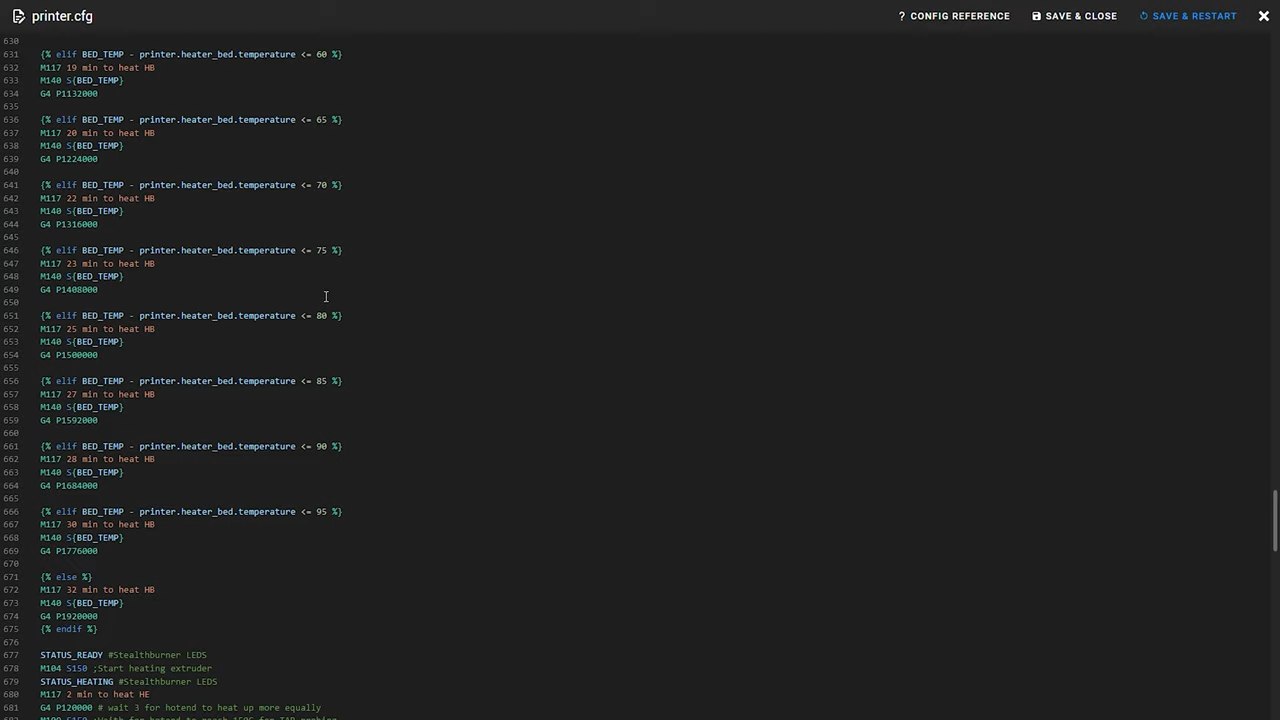 printer.cfg
? CONFIG REFERENCE
SAVE & CLOSE
SAVE & RESTART
630
631 {% elif BED_TEMP - printer.heater_bed.temperature <= 60 %}
632 M117 19 min to heat HB
633 M140 S{BED_TEMP}
634 G4 P1132000
635
636 {% elif BED_TEMP - printer.heater_bed.temperature <= 65 %}
637 M117 20 min to heat HB
638 M140 S{BED_TEMP}
639 G4 P1224000
640
641 {% elif BED_TEMP - printer.heater_bed.temperature <= 70 %}
642 M117 22 min to heat HB
643 M140 S{BED_TEMP}
644 G4 P1316000
645
646 {% elif BED_TEMP - printer.heater_bed.temperature <= 75 %}
647 M117 23 min to heat HB
648 M140 S{BED_TEMP}
649 G4 P1408000
650
651 {% elif BED_TEMP - printer.heater_bed.temperature <= 80 %}
652 M117 25 min to heat HB
653 M140 S{BED_TEMP}
654 G4 P1500000
655
656 {% elif BED_TEMP - printer.heater_bed.temperature <= 85 %}
657 M117 27 min to heat HB
658 M140 S{BED_TEMP}
659 G4 P1592000
660
661 {% elif BED_TEMP - printer.heater_bed.temperature <= 90 %}
662 M117 28 min to heat HB
663 M140 S{BED_TEMP}
664 G4 P1684000
665
666 {% elif BED_TEMP - printer.heater_bed.temperature <= 95 %}
667 M117 30 min to heat HB
668 M140 S{BED_TEMP}
669 G4 P1776000
670
671 {% else %}
672 M117 32 min to heat HB
673 M140 S{BED_TEMP}
674 G4 P1920000
675 {% endif %}
676
677 STATUS_READY #Stealthburner LEDS
678 M104 S150 ;Start heating extruder
679 STATUS_HEATING #Stealthburner LEDS
680 M117 2 min to heat HE
681 G4 P120000 # wait 3 for hotend to heat up more equally